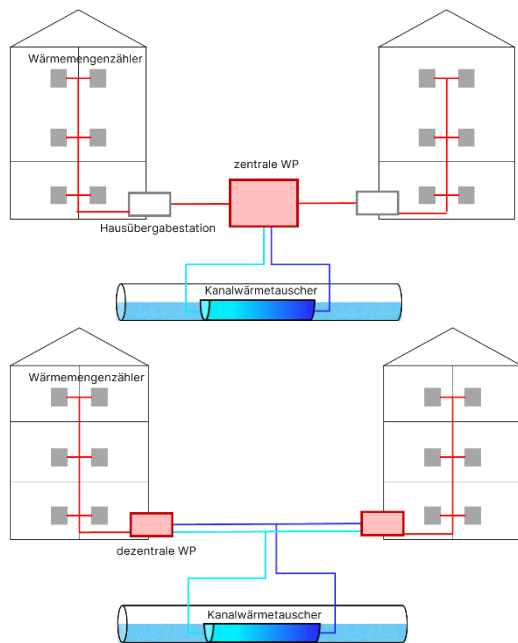 Wärmemengenzähler
zentrale WP
Hausübergabestation
Kanalwärmetauscher
Wärmemengenzähler
dezentrale WP
Kanalwärmetauscher